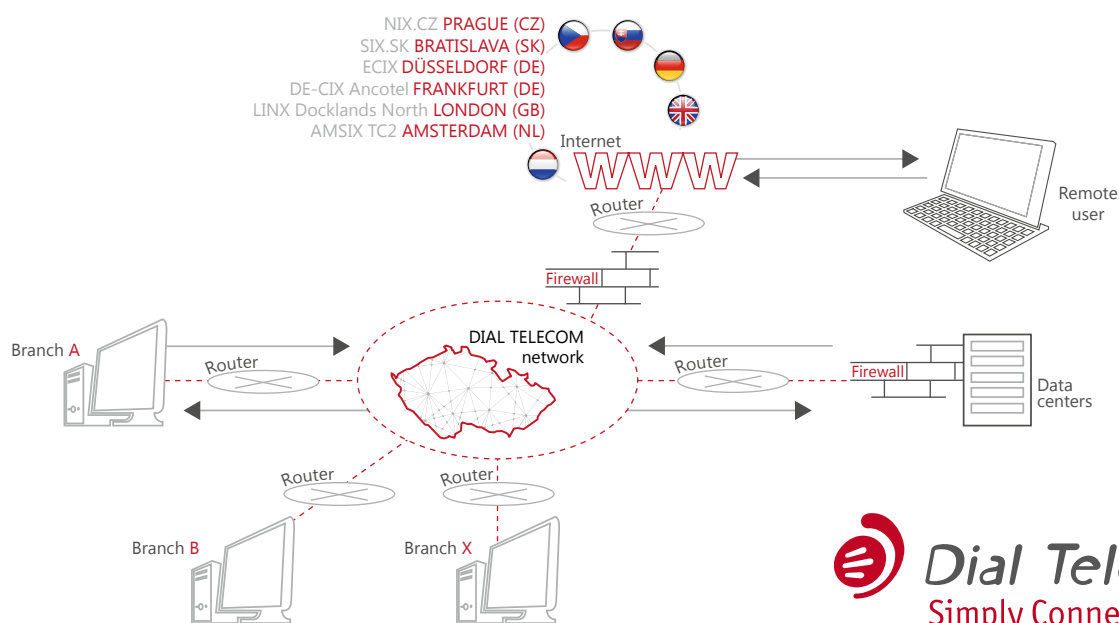 NIX.CZ PRAGUE (CZ)
SIX.SK BRATISLAVA (SK)
ECIX DÜSSELDORF (DE)
DE-CIX Ancotel FRANKFURT (DE)
LINX Docklands North LONDON (GB)
AMSIX TC2 AMSTERDAM (NL)
Internet
WWW
Remote
user
Router
Firewall
DIAL TELECOM
network
Branch A
Router
Router
Firewall
Data
centers
Router
Router
Branch B
Branch X
Dial
Simply